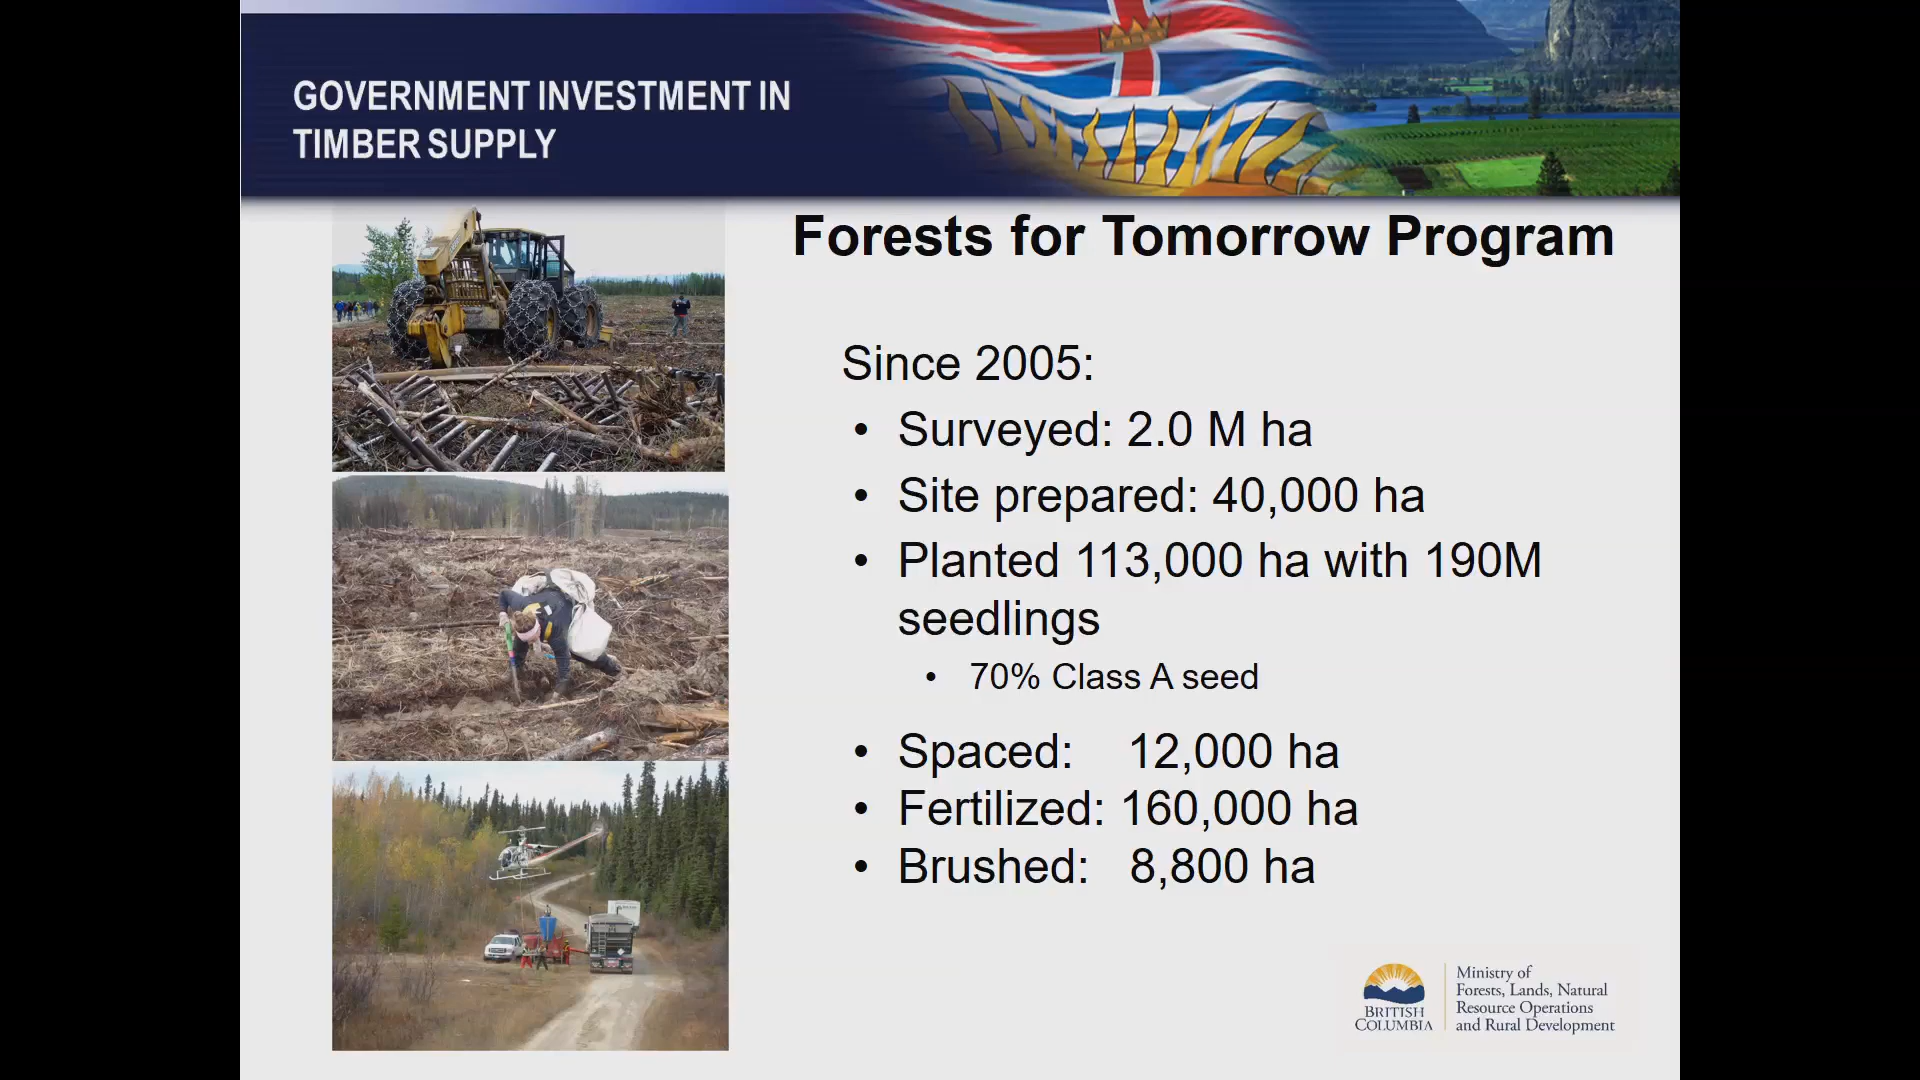 GOVERNMENT INVESTMENT IN
TIMBER SUPPLY
Forests for Tomorrow Program
Since 2005:
• Surveyed: 2.0 M ha
• Site prepared: 40,000 ha
• Planted 113,000 ha with 190M
seedlings
• 70% Class A seed
• Spaced: 12,000 ha
• Fertilized: 160,000 ha
• Brushed: 8,800 ha
BRITISH
COLUMBIA
Ministry of
Forests, Lands, Natural
Resource Operations
and Rural Development